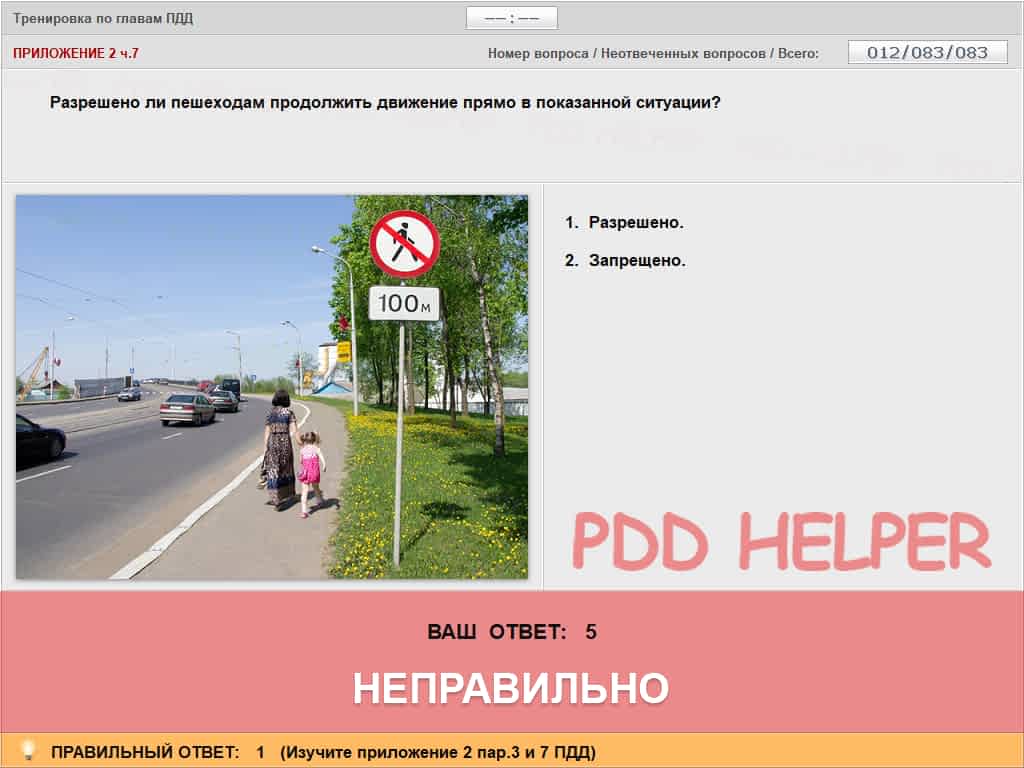 Тренировка по главам ПДД
—— : ——
ПРИЛОЖЕНИЕ 2 ч.7
Номер вопроса / Неотвеченных вопросов / Всего:
012/083/083
Разрешено ли пешеходам продолжить движение прямо в показанной ситуации?
100м
1. Разрешено.
2. Запрещено.
PDD HELPER
ВАШ ОТВЕТ: 5
НЕПРАВИЛЬНО
ПРАВИЛЬНЫЙ ОТВЕТ: 1 (Изучите приложение 2 пар.3 и 7 ПДД)